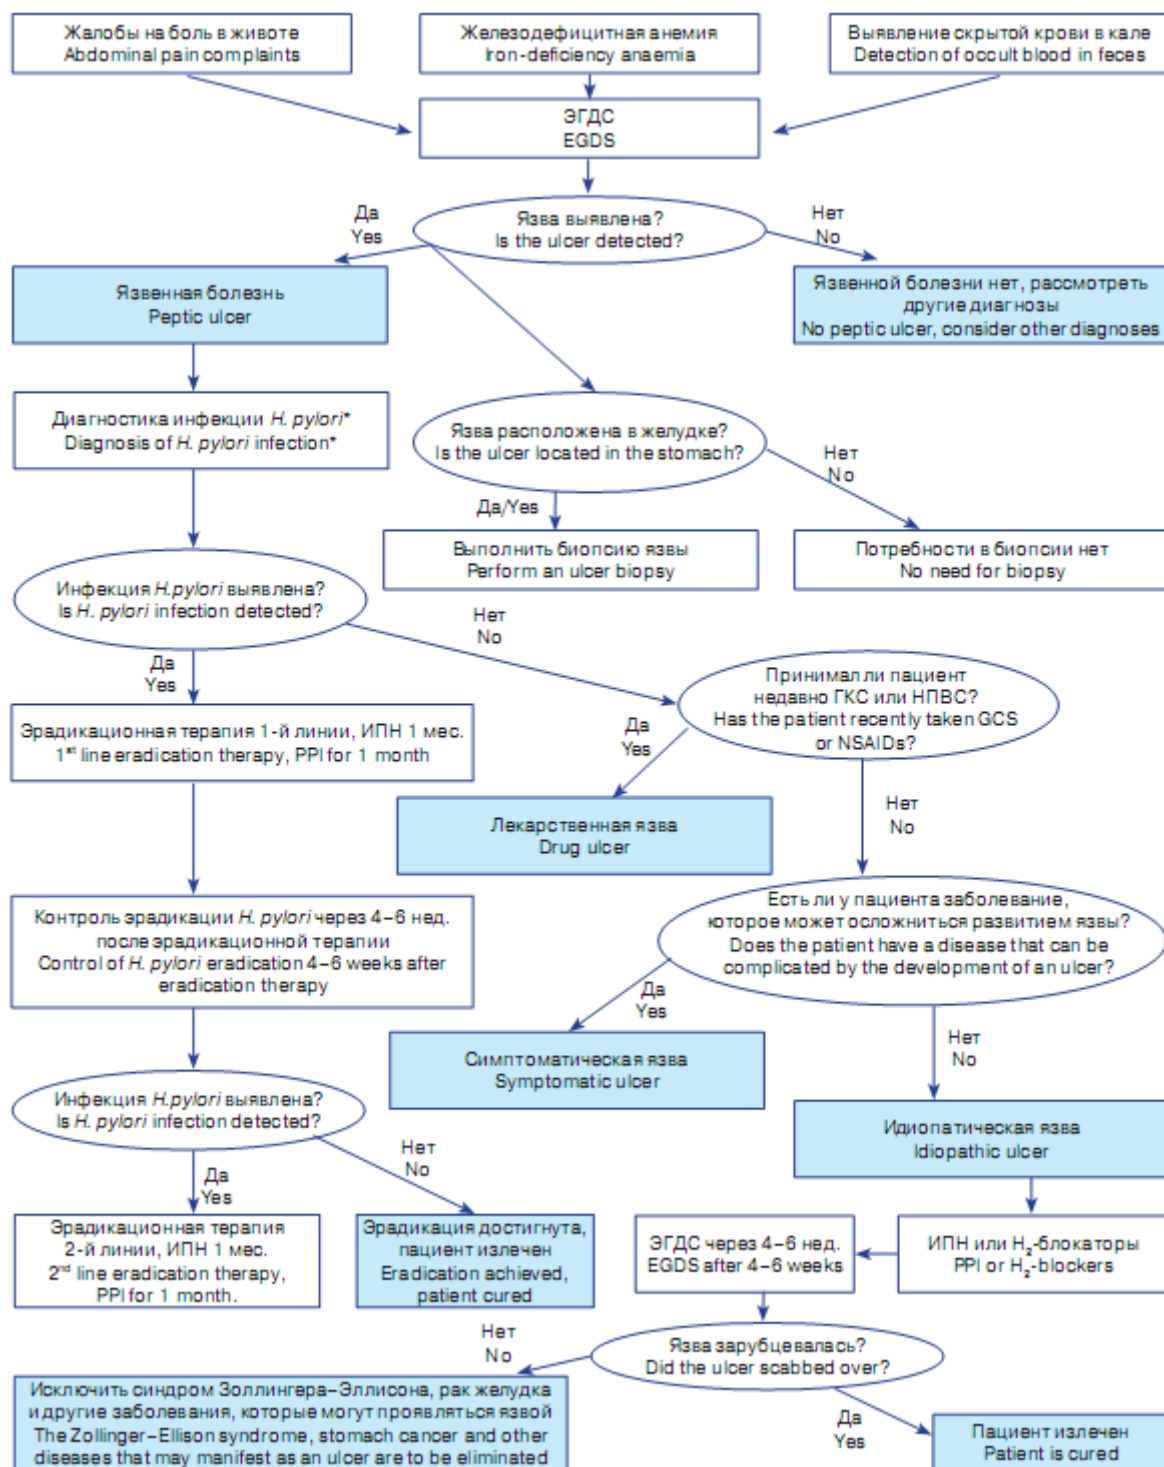 Жалобы на боль в животе
Abdominal pain complaints
Железодефицитная анемия
Iron-deficiency anaemia
Выявление скрытой крови в кале
Detection of occult blood in feces
ЭГДС
EGDS
Да
Yes
Язва выявлена?
Is the ulcer detected?
Нет
No
Язвенная болезнь
Peptic ulcer
Язвенной болезни нет, рассмотреть
другие диагнозы
No peptic ulcer, consider other diagnoses
Диагностика инфекции H. pylori*
Diagnosis of H. pylori infection*
Язва расположена в желудке?
Is the ulcer located in the stomach?
Нет
No
Да/Yes
Выполнить биопсию язвы
Perform an ulcer biopsy
Потребности в биопсии нет
No need for biopsy
Инфекция H.pylori выявлена?
Is H. pylori infection detected?
Нет
No
Да
Yes
Принимал ли пациент
недавно ГКС или НПВС?
Has the patient recently taken GCS
or NSAIDs?
Эрадикационная терапия 1-й линии, ИПН 1 мес.
1st line eradication therapy, PPI for 1 month
Да
Yes
Лекарственная язва
Drug ulcer
Нет
No
Контроль эрадикации H. pylori через 4–6 нед.
после эрадикационной терапии
Control of H. pylori eradication 4–6 weeks after
eradication therapy
Есть ли у пациента заболевание,
которое может осложниться развитием язвы?
Does the patient have a disease that can be
complicated by the development of an ulcer?
Да
Yes
Симптоматическая язва
Symptomatic ulcer
Нет
No
Инфекция H.pylori выявлена?
Is H. pylori infection detected?
Идиопатическая язва
Idiopathic ulcer
Нет
No
Да
Yes
Эрадикационная терапия
2-й линии, ИПН 1 мес.
2nd line eradication therapy,
PPI for 1 month.
Эрадикация достигнута,
пациент излечен
Eradication achieved,
patient cured
ЭГДС через 4–6 нед.
EGDS after 4–6 weeks
ИПН или H2-блокаторы
PPI or H2-blockers
Нет
No
Язва зарубцевалась?
Did the ulcer scabbed over?
Исключить синдром Золлингера–Эллисона, рак желудка
и другие заболевания, которые могут проявляться язвой
The Zollinger–Ellison syndrome, stomach cancer and other
diseases that may manifest as an ulcer are to be eliminated
Да
Yes
Пациент излечен
Patient is cured